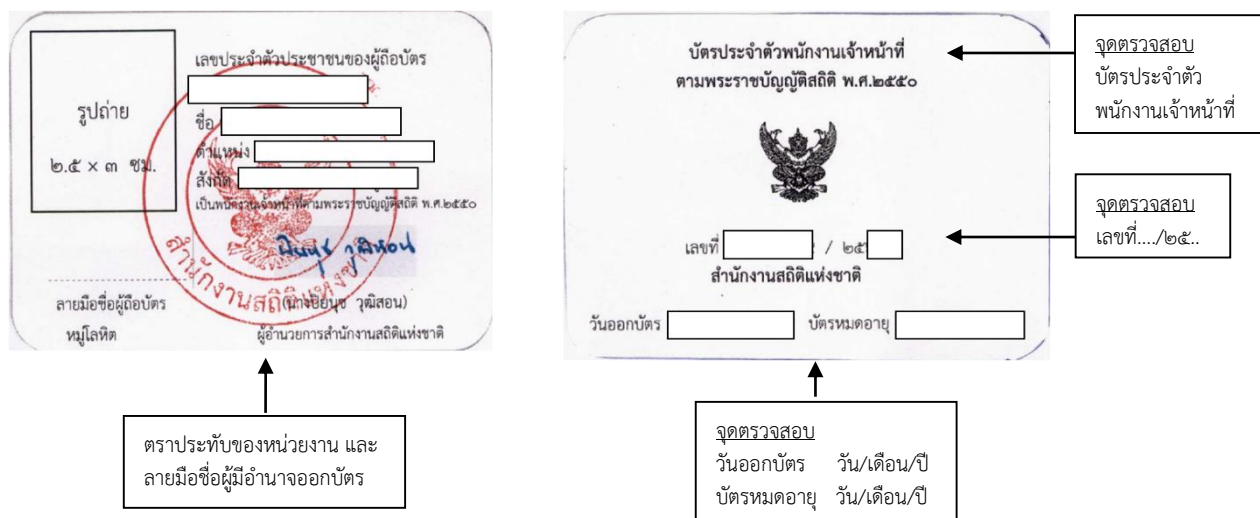 เลขประจำตัวประชาชนของผู้ถือบัตร
รูปถ่าย
๒.๕ × ๓ ซม.
ชื่อ
ตำแหน่ง
สังกัด
เป็นพนักงานเจ้าหน้าที่ตามพระราชบัญญัติสถิติ พ.ศ.๒๕๕๐
สำนักงานสถิติแห่งชาติ
ลายมือชื่อผู้ถือบัตร
(นางปิยนุช วุฒิสอน)
หมู่โลหิต
ผู้อำนวยการสำนักงานสถิติแห่งชาติ
ตราประทับของหน่วยงาน และ
ลายมือชื่อผู้มีอำนาจออกบัตร
บัตรประจำตัวพนักงานเจ้าหน้าที่
ตามพระราชบัญญัติสถิติ พ.ศ.๒๕๕๐
เลขที่ / ๒๕
สำนักงานสถิติแห่งชาติ
วันออกบัตร บัตรหมดอายุ
จุดตรวจสอบ
บัตรประจำตัว
พนักงานเจ้าหน้าที่
จุดตรวจสอบ
เลขที่..../๒๕..
จุดตรวจสอบ
วันออกบัตร วัน/เดือน/ปี
บัตรหมดอายุ วัน/เดือน/ปี